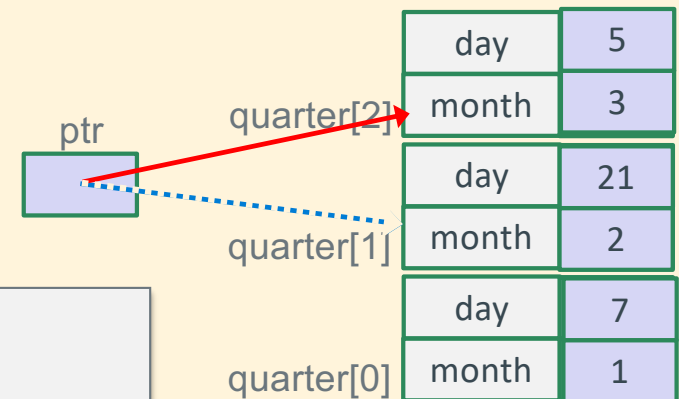 day 5
ptr quarter[2] month 3
day 21
quarter[1] month 2
day 7
quarter[0] month 1